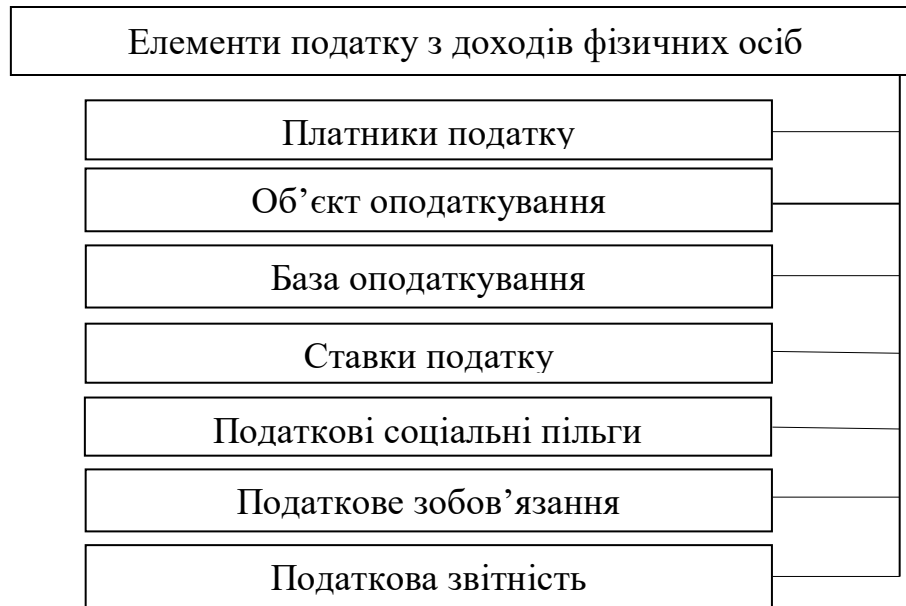 Елементи податку з доходів фізичних осіб
Платники податку
Об’єкт оподаткування
База оподаткування
Ставки податку
Податкові соціальні пільги
Податкове зобов’язання
Податкова звітність